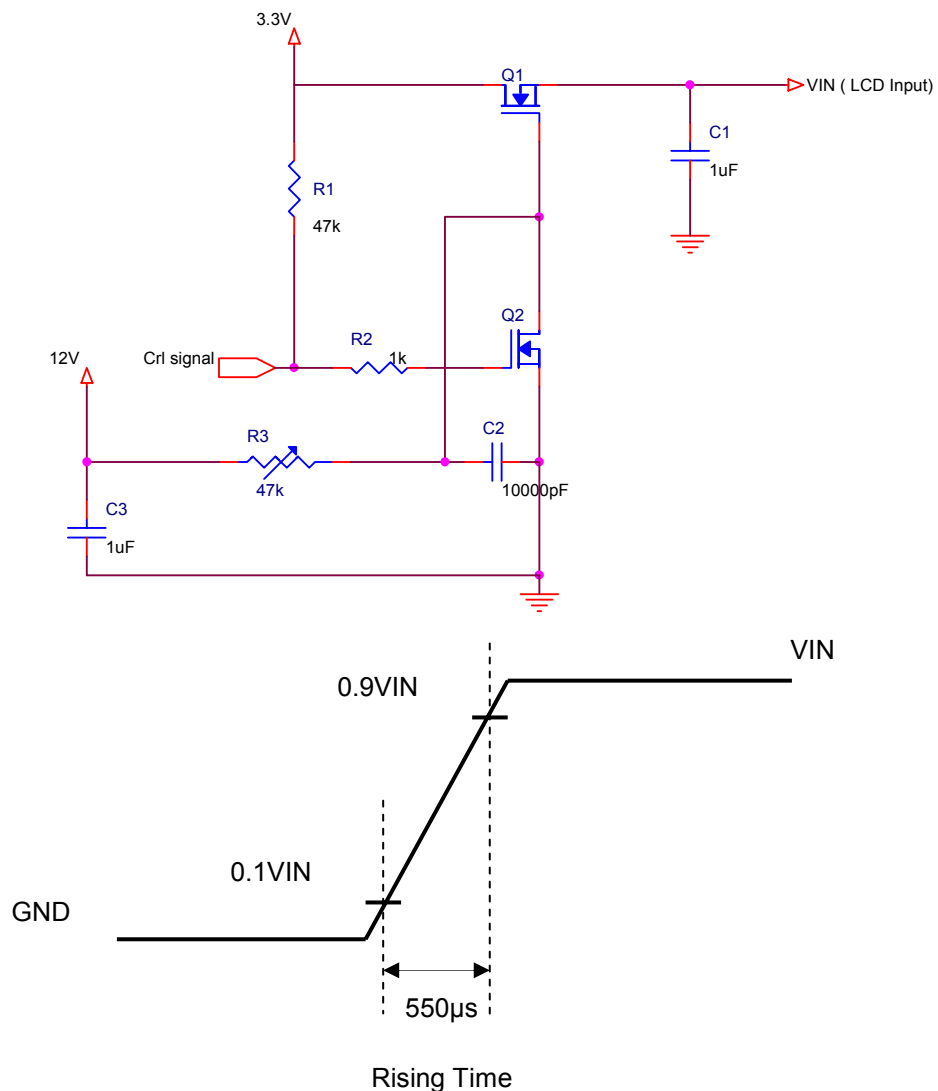 3.3V
Q1
VIN ( LCD Input)
C1
1uF
R1
47k
Q2
R2
1k
Crl signal
12V
R3
47k
C2
10000pF
C3
1uF
VIN
0.9VIN
0.1VIN
GND
550µs
Rising Time